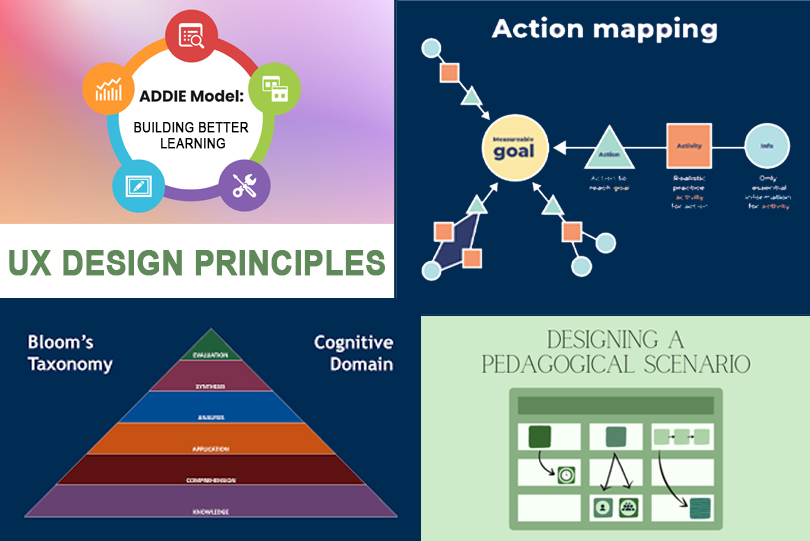 ADDIE Model:
BUILDING BETTER
LEARNING
UX DESIGN PRINCIPLES
Action mapping
Measureable
goal
Action
Action to
reach goal
Activity
Realistic
practice
activity
for action
Info
Only
essential
information
for activity
Bloom's
Taxonomy
Cognitive
Domain
EVALUATION
SYNTHESIS
ANALYSIS
APPLICATION
COMPREHENSION
KNOWLEDGE
DESIGNING A
PEDAGOGICAL SCENARIO